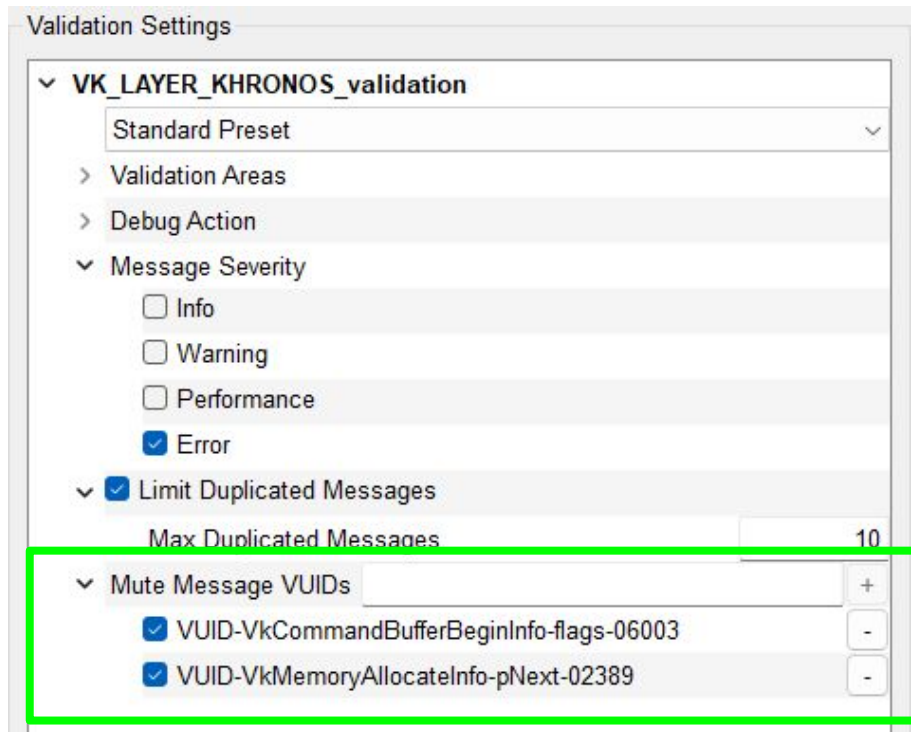 Validation Settings
VK_LAYER_KHRONOS_validation
Standard Preset
Validation Areas
Debug Action
Message Severity
Info
Warning
Performance
Error
Limit Duplicated Messages
Max Duplicated Messages 10
Mute Message VUIDs +
VUID-VkCommandBufferBeginInfo-flags-06003 -
VUID-VkMemoryAllocateInfo-pNext-02389 -